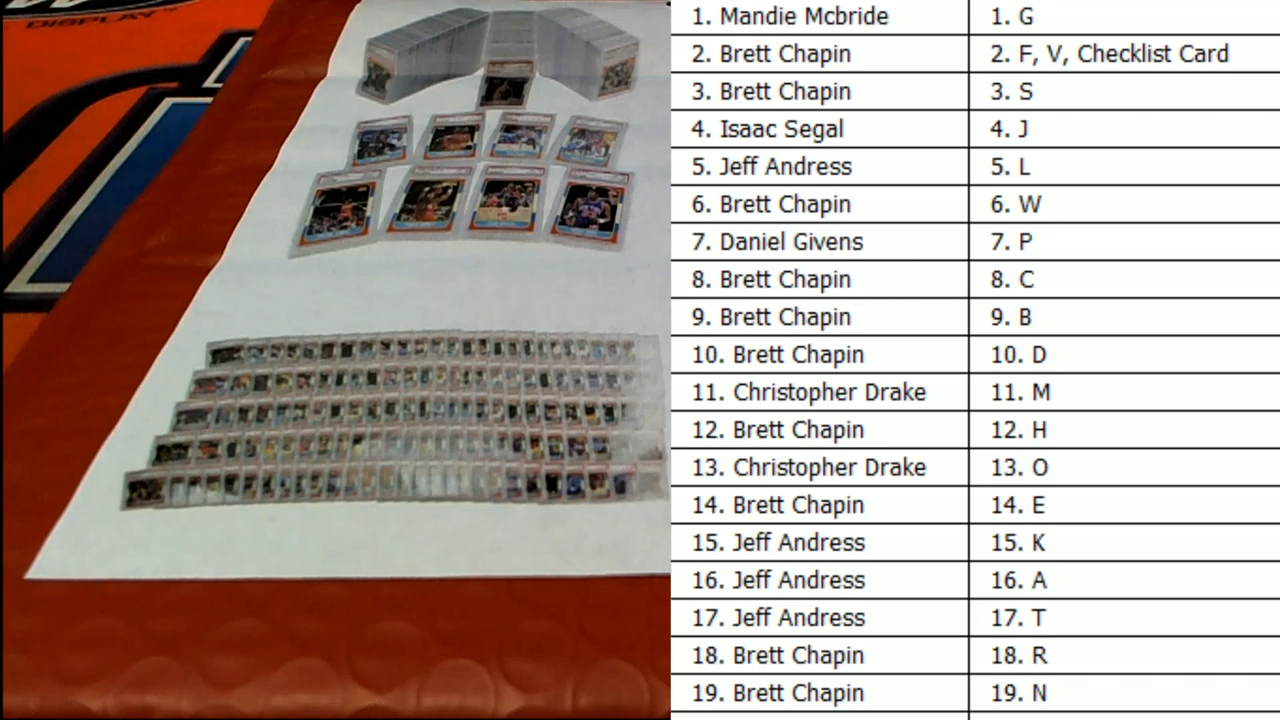 DISPLAY
1. Mandie Mcbride 1. G
2. Brett Chapin 2. F, V, Checklist Card
3. Brett Chapin 3. S
4. Isaac Segal 4. J
5. Jeff Andress 5. L
6. Brett Chapin 6. W
7. Daniel Givens 7. P
8. Brett Chapin 8. C
9. Brett Chapin 9. B
10. Brett Chapin 10. D
11. Christopher Drake 11. M
12. Brett Chapin 12. H
13. Christopher Drake 13. O
14. Brett Chapin 14. E
15. Jeff Andress 15. K
16. Jeff Andress 16. A
17. Jeff Andress 17. T
18. Brett Chapin 18. R
19. Brett Chapin 19. N